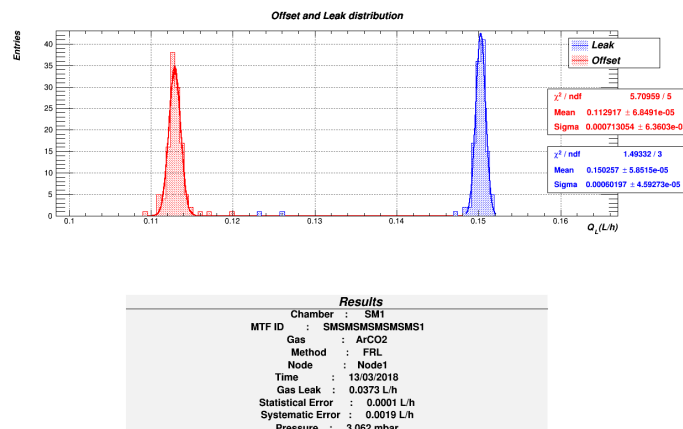 Offset and Leak distribution
Entries
40
35
30
25
20
15
10
5
0
Leak
Offset
χ² / ndf 5.70959 / 5
Mean 0.112917 ± 6.8491e-05
Sigma 0.000713054 ± 6.3603e-0
χ² / ndf 1.49332 / 3
Mean 0.150257 ± 5.8515e-05
Sigma 0.00060197 ± 4.59273e-05
0.1 0.11 0.12 0.13 0.14 0.15 0.16
Q_L(L/h)
Results
Chamber : SM1
MTF ID : SMSMSMSMSMSMS1
Gas : ArCO2
Method : FRL
Node : Node1
Time : 13/03/2018
Gas Leak : 0.0373 L/h
Statistical Error : 0.0001 L/h
Systematic Error : 0.0019 L/h
Pressure : 3.062 mbar